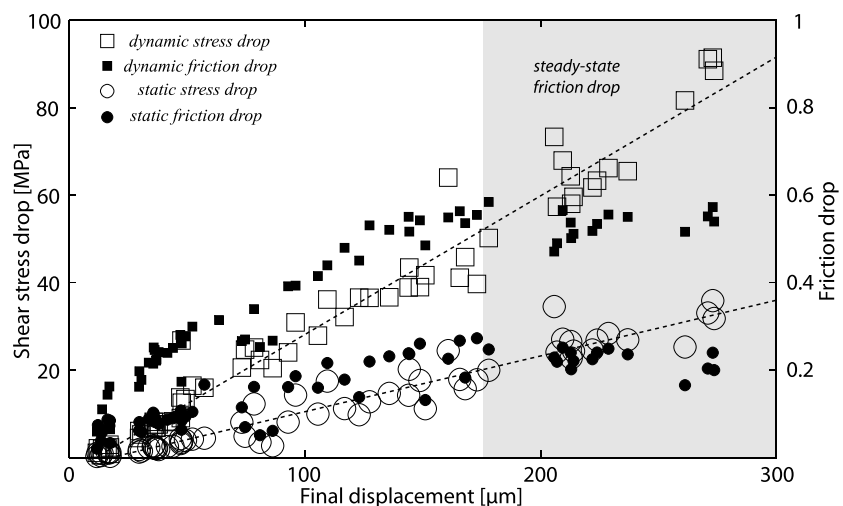 100
80
60
40
20
Shear stress drop [MPa]
dynamic stress drop
dynamic friction drop
static stress drop
static friction drop
steady-state
friction drop
1
0.8
0.6
0.4
0.2
Friction drop
0
100
200
300
Final displacement [µm]